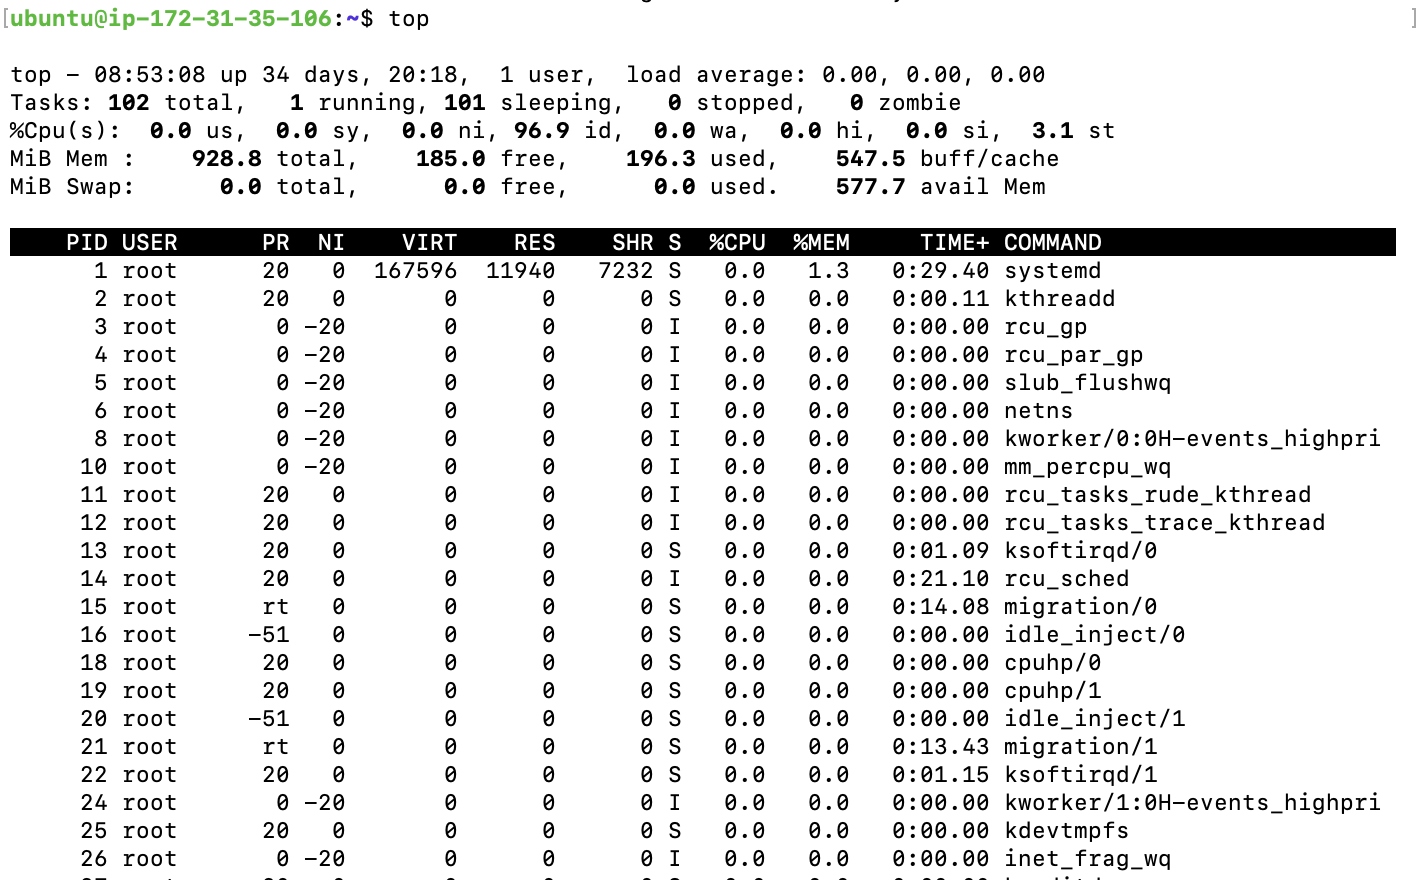 [ubuntu@ip-172-31-35-106:~$ top ]
top - 08:53:08 up 34 days, 20:18,  1 user,  load average: 0.00, 0.00, 0.00
Tasks: 102 total,   1 running, 101 sleeping,   0 stopped,   0 zombie
%Cpu(s):  0.0 us,  0.0 sy,  0.0 ni, 96.9 id,  0.0 wa,  0.0 hi,  0.0 si,  3.1 st
MiB Mem :    928.8 total,    185.0 free,    196.3 used,    547.5 buff/cache
MiB Swap:      0.0 total,      0.0 free,      0.0 used.    577.7 avail Mem
PID USER      PR  NI    VIRT    RES    SHR S  %CPU  %MEM     TIME+ COMMAND
1 root      20   0  167596  11940   7232 S   0.0   1.3   0:29.40 systemd
2 root      20   0       0      0      0 S   0.0   0.0   0:00.11 kthreadd
3 root       0 -20       0      0      0 I   0.0   0.0   0:00.00 rcu_gp
4 root       0 -20       0      0      0 I   0.0   0.0   0:00.00 rcu_par_gp
5 root       0 -20       0      0      0 I   0.0   0.0   0:00.00 slub_flushwq
6 root       0 -20       0      0      0 I   0.0   0.0   0:00.00 netns
8 root       0 -20       0      0      0 I   0.0   0.0   0:00.00 kworker/0:0H-events_highpri
10 root       0 -20       0      0      0 I   0.0   0.0   0:00.00 mm_percpu_wq
11 root      20   0       0      0      0 I   0.0   0.0   0:00.00 rcu_tasks_rude_kthread
12 root      20   0       0      0      0 I   0.0   0.0   0:00.00 rcu_tasks_trace_kthread
13 root      20   0       0      0      0 S   0.0   0.0   0:01.09 ksoftirqd/0
14 root      20   0       0      0      0 I   0.0   0.0   0:21.10 rcu_sched
15 root      rt   0       0      0      0 S   0.0   0.0   0:14.08 migration/0
16 root     -51   0       0      0      0 S   0.0   0.0   0:00.00 idle_inject/0
18 root      20   0       0      0      0 S   0.0   0.0   0:00.00 cpuhp/0
19 root      20   0       0      0      0 S   0.0   0.0   0:00.00 cpuhp/1
20 root     -51   0       0      0      0 S   0.0   0.0   0:00.00 idle_inject/1
21 root      rt   0       0      0      0 S   0.0   0.0   0:13.43 migration/1
22 root      20   0       0      0      0 S   0.0   0.0   0:01.15 ksoftirqd/1
24 root       0 -20       0      0      0 I   0.0   0.0   0:00.00 kworker/1:0H-events_highpri
25 root      20   0       0      0      0 S   0.0   0.0   0:00.00 kdevtmpfs
26 root       0 -20       0      0      0 I   0.0   0.0   0:00.00 inet_frag_wq